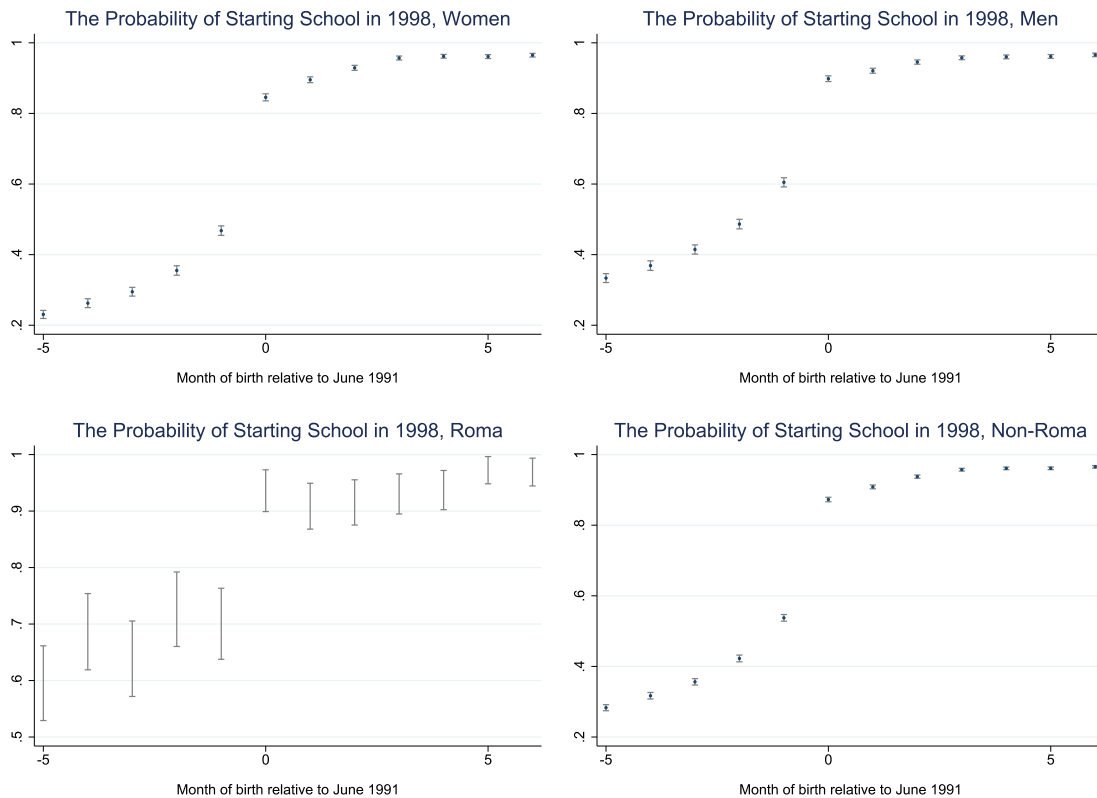 The Probability of Starting School in 1998, Women
1
.8
.6
.4
.2
-5 0 5
Month of birth relative to June 1991
The Probability of Starting School in 1998, Men
1
.8
.6
.4
.2
-5 0 5
Month of birth relative to June 1991
The Probability of Starting School in 1998, Roma
1
.9
.8
.7
.6
.5
-5 0 5
Month of birth relative to June 1991
The Probability of Starting School in 1998, Non-Roma
1
.8
.6
.4
.2
-5 0 5
Month of birth relative to June 1991